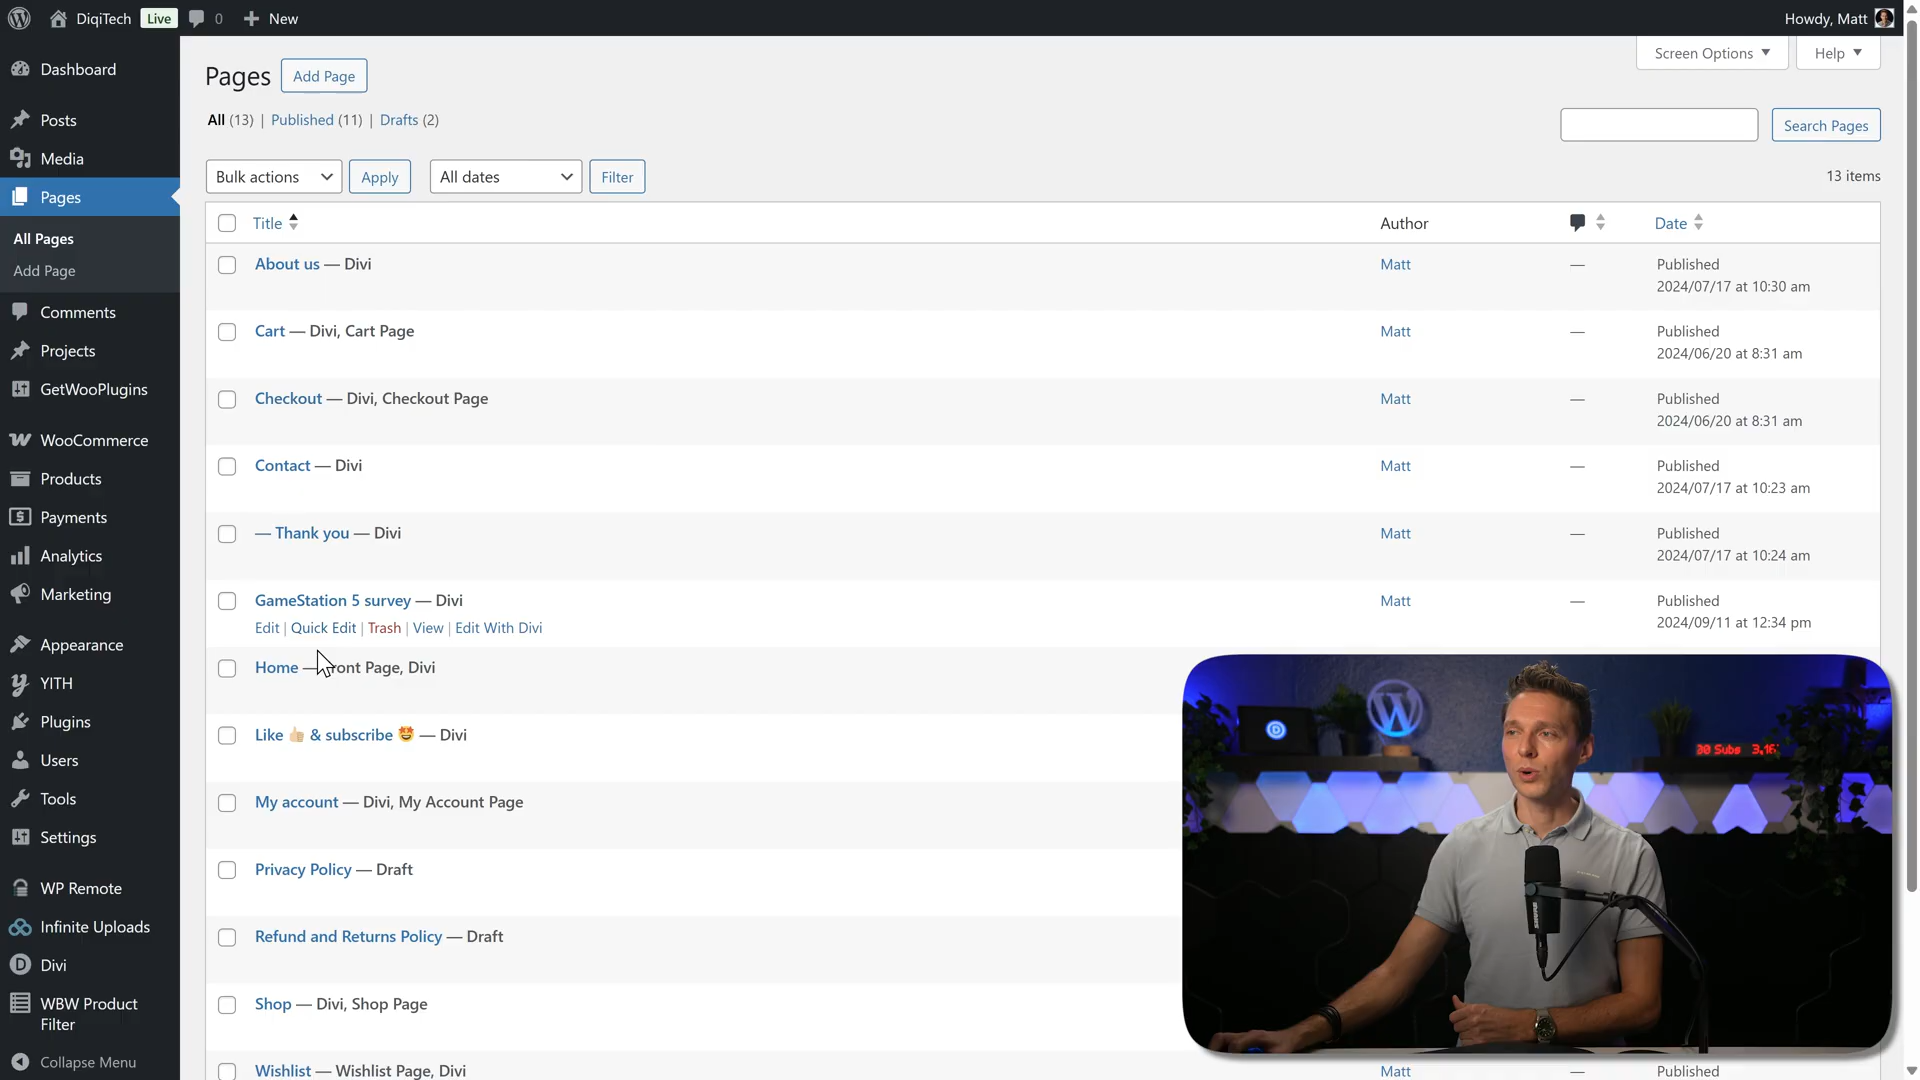 DiqiTech Live 0 New Howdy, Matt
Screen Options Help
Dashboard
Posts
Media
Pages
All Pages
Add Page
Comments
Projects
GetWooPlugins
WooCommerce
Products
Payments
Analytics
Marketing
Appearance
YITH
Plugins
Users
Tools
Settings
WP Remote
Infinite Uploads
Divi
WBW Product
Filter
Collapse Menu
Pages Add Page
All (13) | Published (11) | Drafts (2)
Search Pages
Bulk actions Apply All dates Filter 13 items
Title Author Date
About us — Divi Matt — Published
2024/07/17 at 10:30 am
Cart — Divi, Cart Page Matt — Published
2024/06/20 at 8:31 am
Checkout — Divi, Checkout Page Matt — Published
2024/06/20 at 8:31 am
Contact — Divi Matt — Published
2024/07/17 at 10:23 am
— Thank you — Divi Matt — Published
2024/07/17 at 10:24 am
GameStation 5 survey — Divi Matt — Published
2024/09/11 at 12:34 pm
Edit | Quick Edit | Trash | View | Edit With Divi
Home — Front Page, Divi
Like 👍🏼 & subscribe 🤩 — Divi
My account — Divi, My Account Page
Privacy Policy — Draft
Refund and Returns Policy — Draft
Shop — Divi, Shop Page
Wishlist — Wishlist Page, Divi Matt — Published
Subs